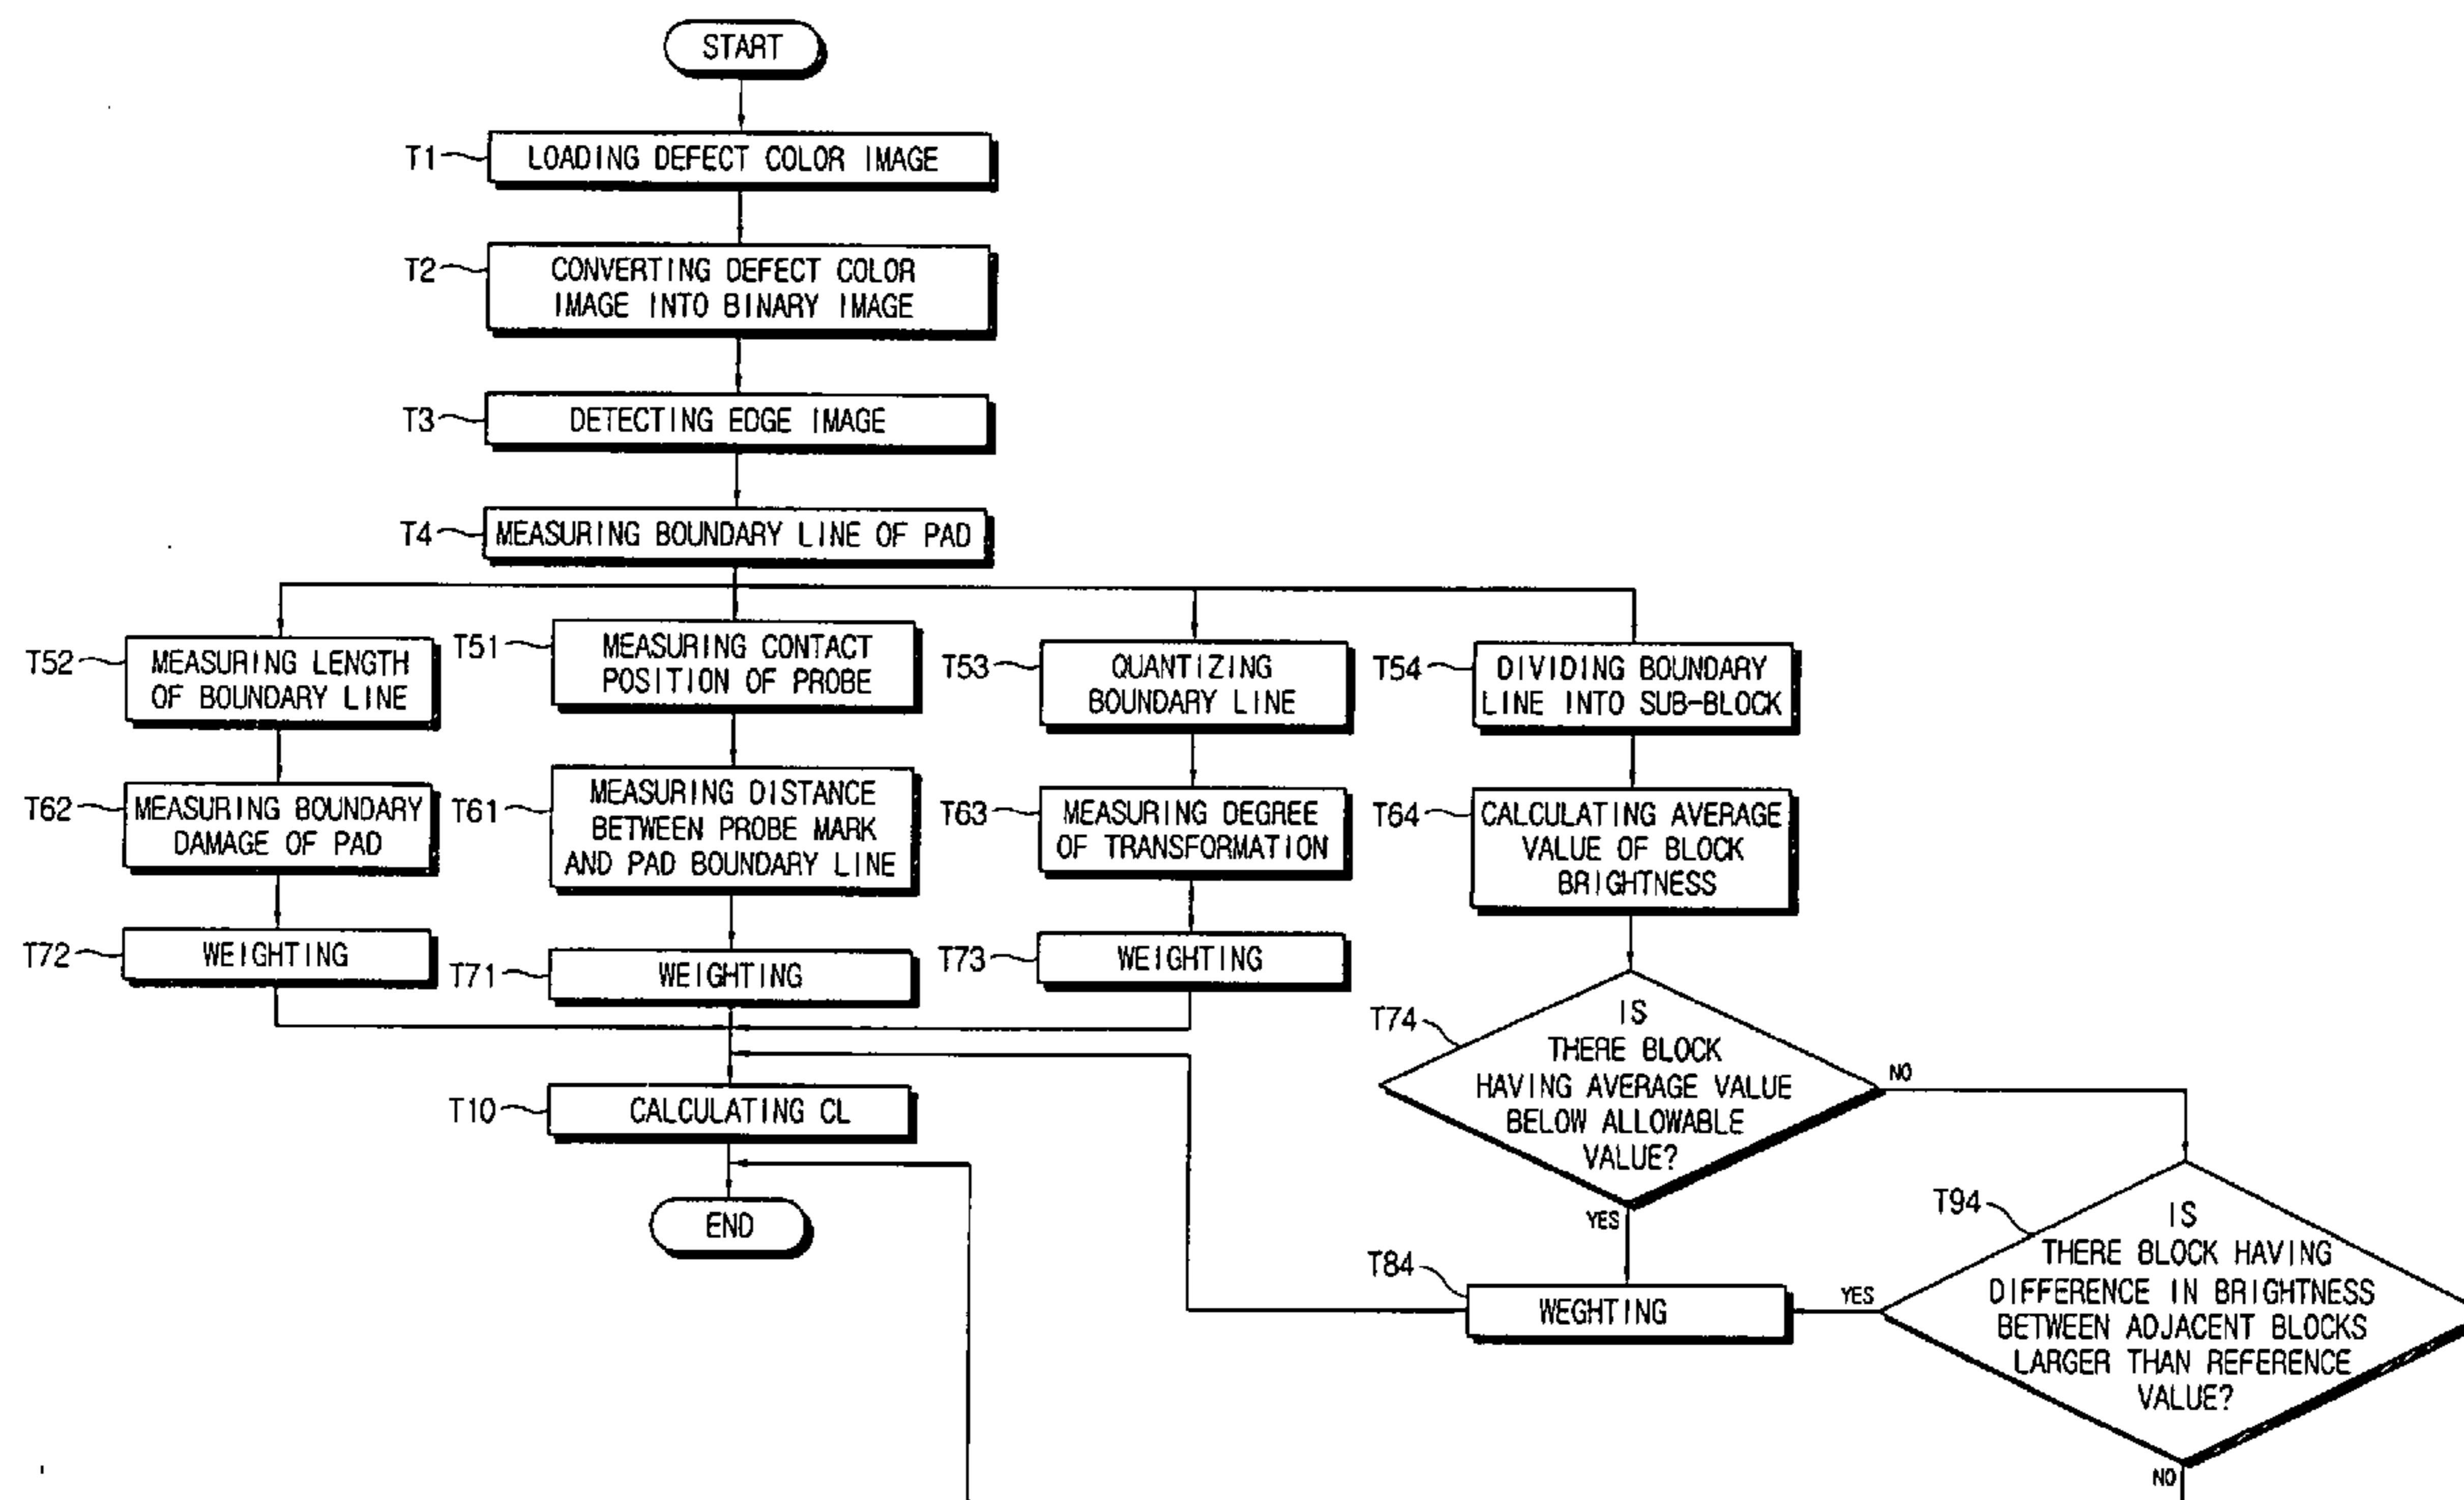 START
T1
LOADING DEFECT COLOR IMAGE
T2
CONVERTING DEFECT COLOR
IMAGE INTO BINARY IMAGE
T3
DETECTING EDGE IMAGE
T4
MEASURING BOUNDARY LINE OF PAD
T52
MEASURING LENGTH
OF BOUNDARY LINE
T51
MEASURING CONTACT
POSITION OF PROBE
T53
QUANTIZING
BOUNDARY LINE
T54
DIVIDING BOUNDARY
LINE INTO SUB-BLOCK
T62
MEASURING BOUNDARY
DAMAGE OF PAD
T61
MEASURING DISTANCE
BETWEEN PROBE MARK
AND PAD BOUNDARY LINE
T63
MEASURING DEGREE
OF TRANSFORMATION
T64
CALCULATING AVERAGE
VALUE OF BLOCK
BRIGHTNESS
T72
WEIGHTING
T71
WEIGHTING
T73
WEIGHTING
T74
IS
THERE BLOCK
HAVING AVERAGE VALUE
BELOW ALLOWABLE
VALUE?
NO
YES
T10
CALCULATING CL
END
T94
IS
THERE BLOCK HAVING
DIFFERENCE IN BRIGHTNESS
BETWEEN ADJACENT BLOCKS
LARGER THAN REFERENCE
VALUE?
YES
NO
T84
WEGHTING